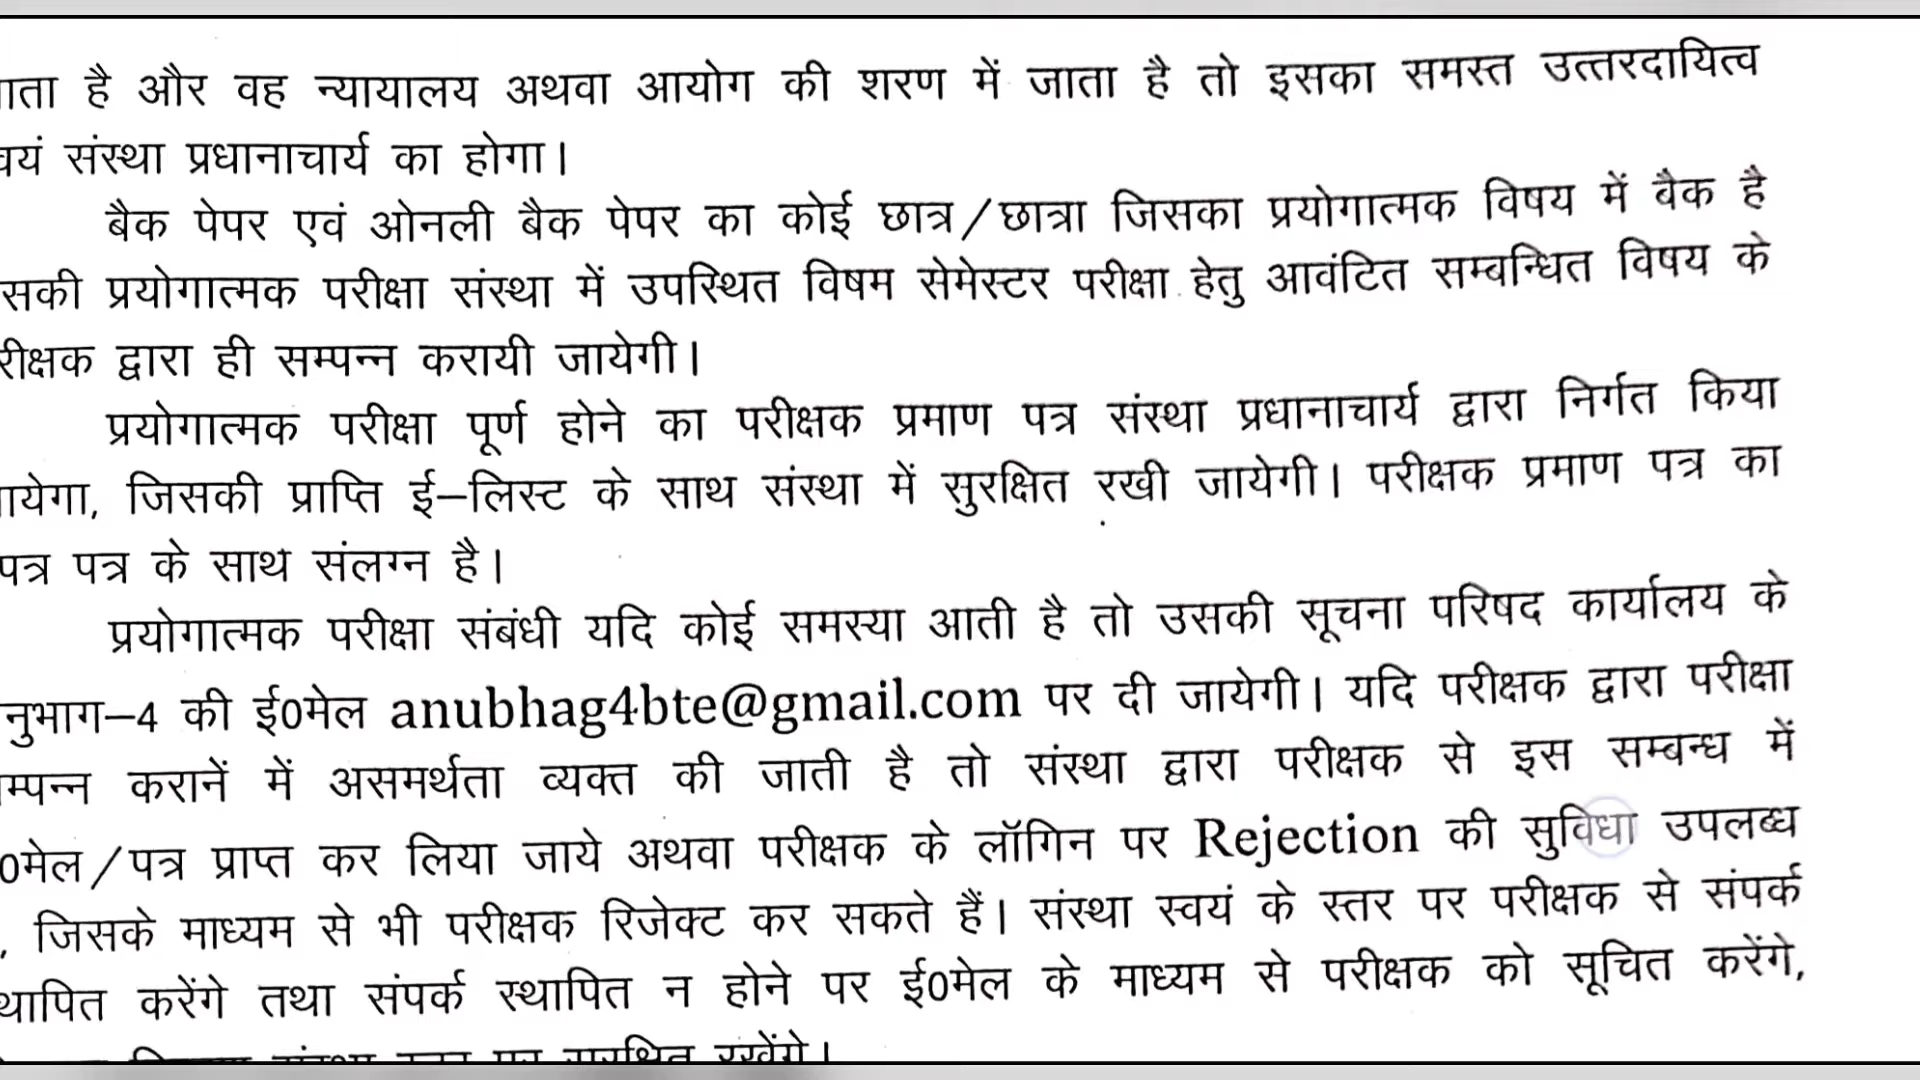 है और वह न्यायालय अथवा आयोग की शरण में जाता है तो इसका समस्त उत्तरदायित्व
संस्था प्रधानाचार्य का होगा।
बैक पेपर एवं ओनली बैक पेपर का कोई छात्र/छात्रा जिसका प्रयोगात्मक विषय में बैक है
प्रयोगात्मक परीक्षा संस्था में उपस्थित विषम सेमेस्टर परीक्षा हेतु आवंटित सम्बन्धित विषय के
द्वारा ही सम्पन्न करायी जायेगी।
प्रयोगात्मक परीक्षा पूर्ण होने का परीक्षक प्रमाण पत्र संस्था प्रधानाचार्य द्वारा निर्गत किया
जिसकी प्राप्ति ई–लिस्ट के साथ संस्था में सुरक्षित रखी जायेगी। परीक्षक प्रमाण पत्र का
पत्र पत्र के साथ संलग्न है।
प्रयोगात्मक परीक्षा संबंधी यदि कोई समस्या आती है तो उसकी सूचना परिषद कार्यालय के
नुभाग–4 की ई0मेल anubhag4bte@gmail.com पर दी जायेगी। यदि परीक्षक द्वारा परीक्षा
करानें में असमर्थता व्यक्त की जाती है तो संस्था द्वारा परीक्षक से इस सम्बन्ध में
0मेल/पत्र प्राप्त कर लिया जाये अथवा परीक्षक के लॉगिन पर Rejection की सुविधा उपलब्ध
, जिसके माध्यम से भी परीक्षक रिजेक्ट कर सकते हैं। संस्था स्वयं के स्तर पर परीक्षक से संपर्क
थापित करेंगे तथा संपर्क स्थापित न होने पर ई0मेल के माध्यम से परीक्षक को सूचित करेंगे,
संस्था स्तर पर सुरक्षित रखेंगे।